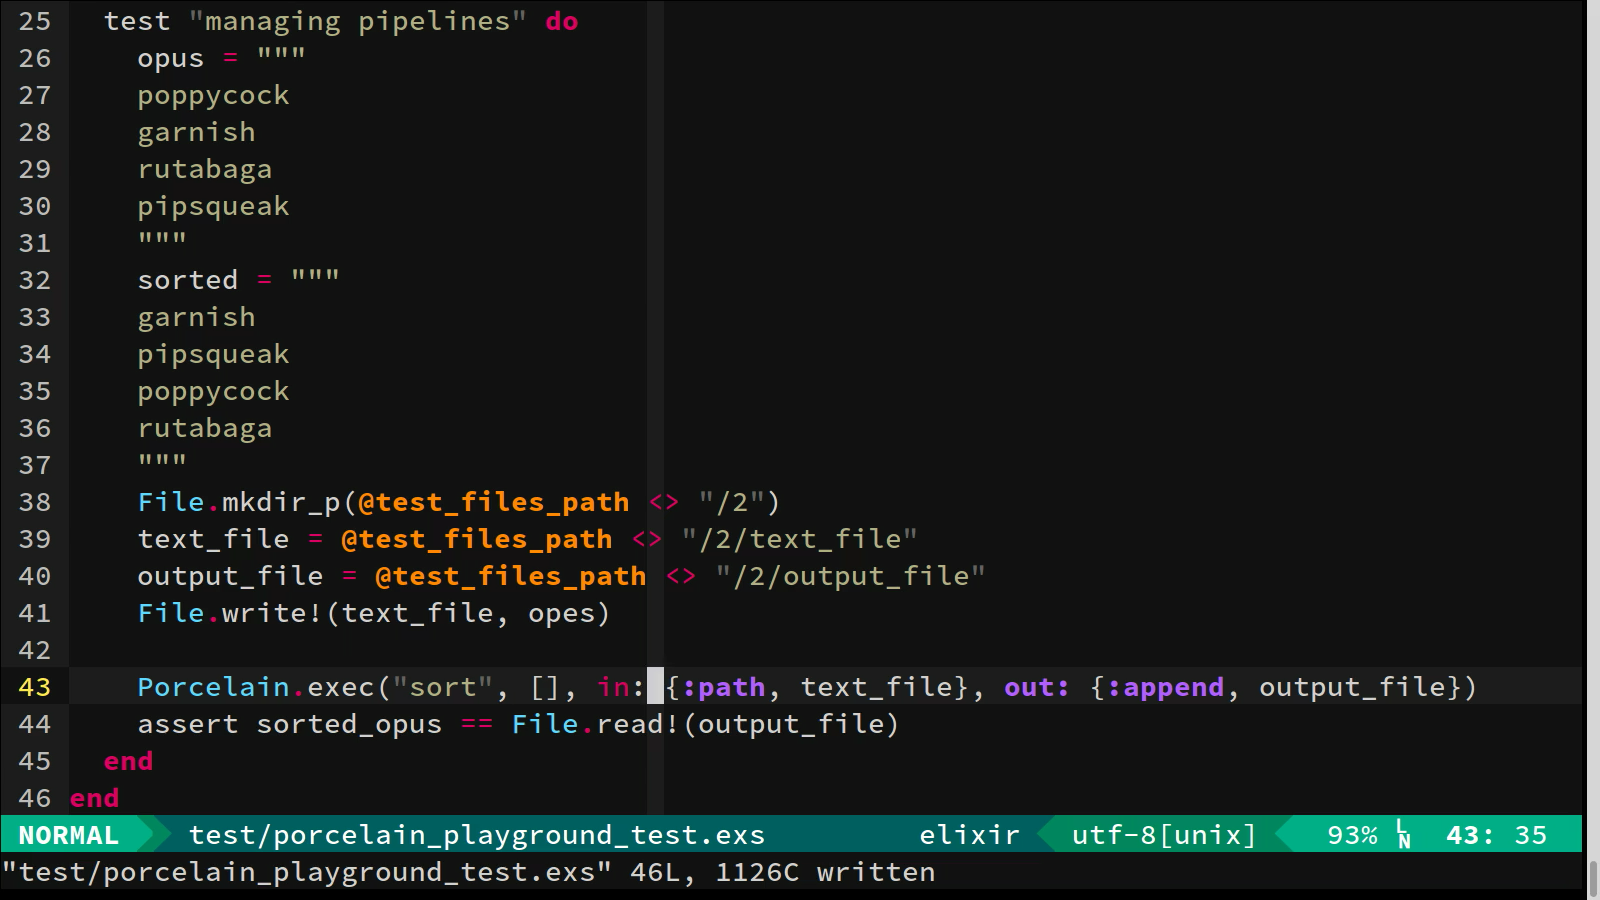 25   test "managing pipelines" do
26     opus = """
27     poppycock
28     garnish
29     rutabaga
30     pipsqueak
31     """
32     sorted = """
33     garnish
34     pipsqueak
35     poppycock
36     rutabaga
37     """
38     File.mkdir_p(@test_files_path <> "/2")
39     text_file = @test_files_path <> "/2/text_file"
40     output_file = @test_files_path <> "/2/output_file"
41     File.write!(text_file, opes)
42
43     Porcelain.exec("sort", [], in: {:path, text_file}, out: {:append, output_file})
44     assert sorted_opus == File.read!(output_file)
45   end
46 end
NORMAL test/porcelain_playground_test.exs elixir utf-8[unix] 93% LN 43: 35
"test/porcelain_playground_test.exs" 46L, 1126C written